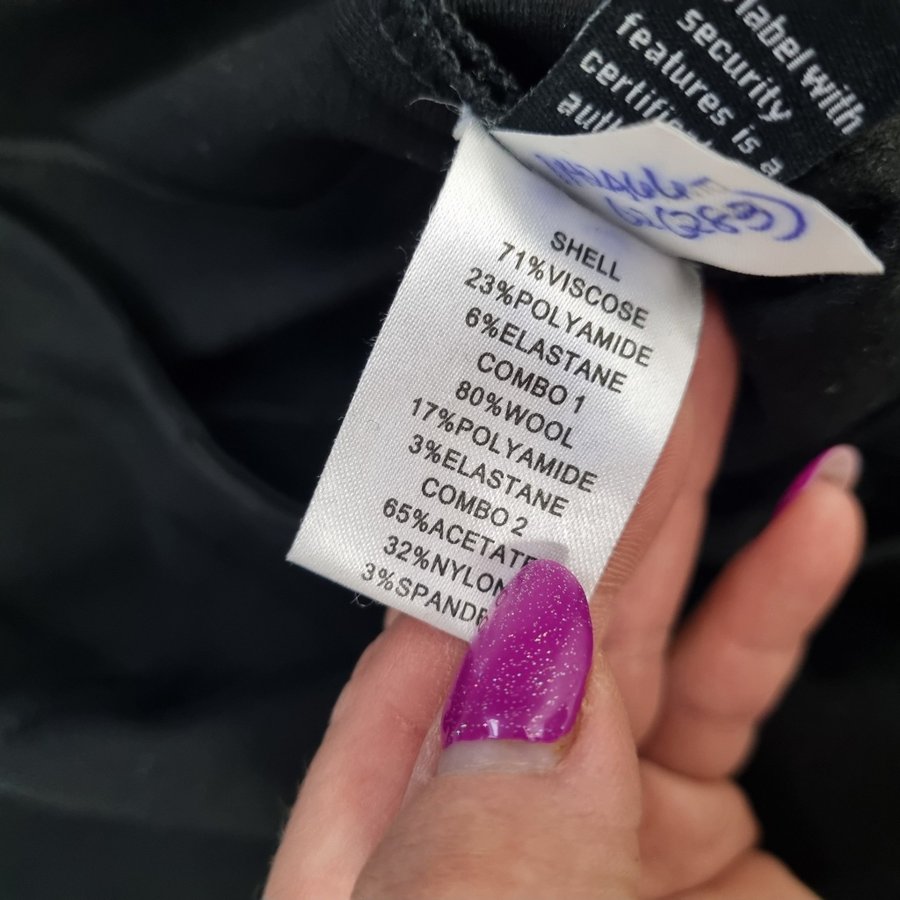 label with
security
features is a
(283)
SHELL
71%VISCOSE
23%POLYAMIDE
6%ELASTANE
COMBO 1
80%WOOL
17%POLYAMIDE
3%ELASTANE
COMBO 2
65%ACETATE
32%NYLON